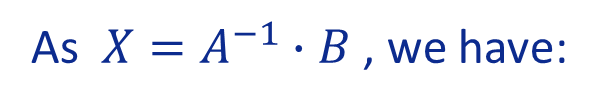 As X = A⁻¹ · B , we have: